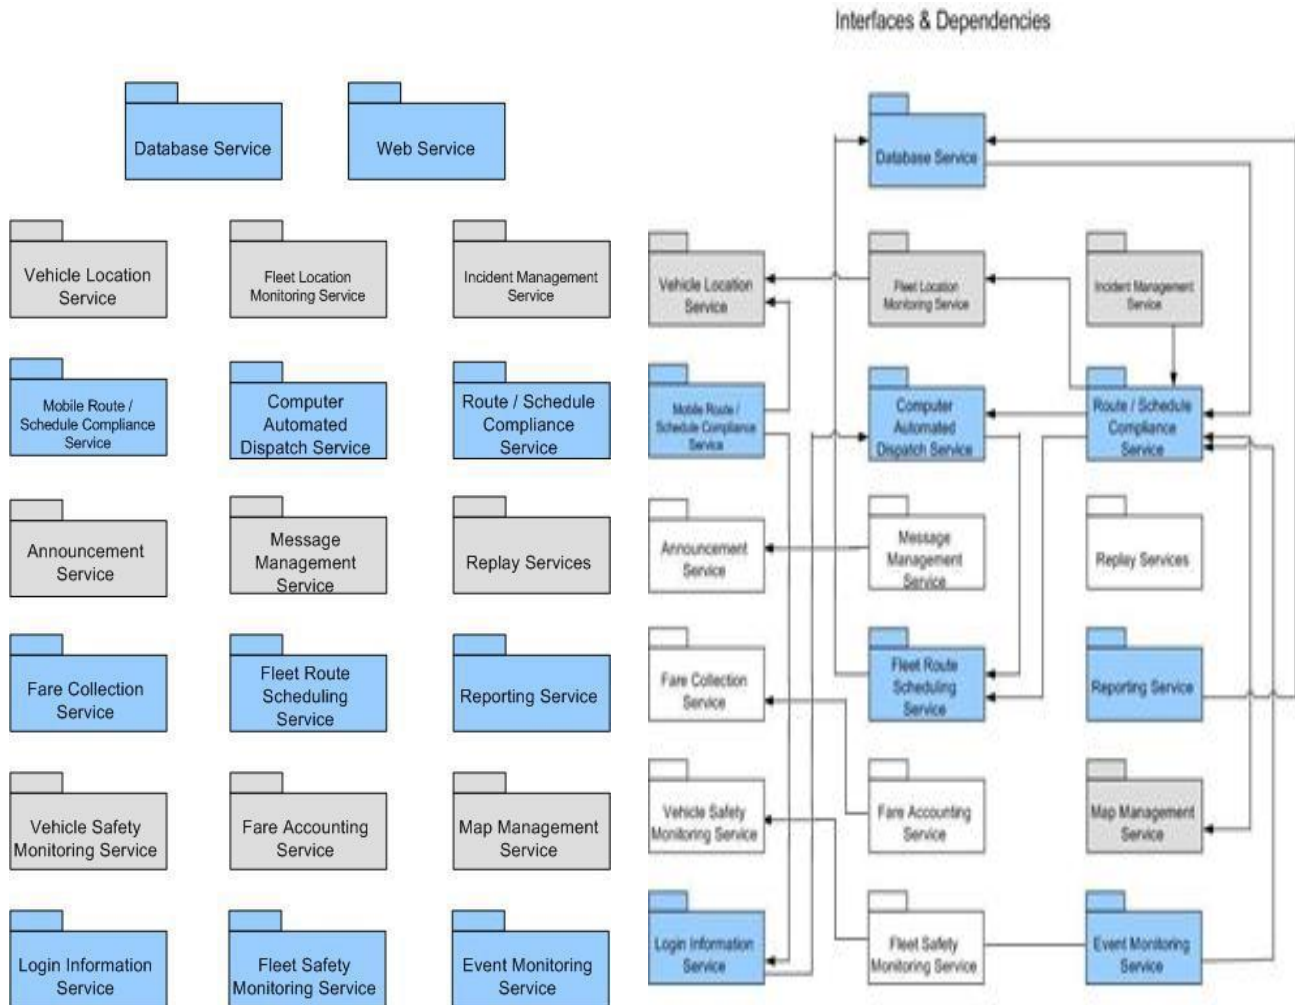 Interfaces & Dependencies
Database Service
Web Service
Vehicle Location
Service
Fleet Location
Monitoring Service
Incident Management
Service
Mobile Route /
Schedule Compliance
Service
Computer
Automated
Dispatch Service
Route / Schedule
Compliance
Service
Announcement
Service
Message
Management
Service
Replay Services
Fare Collection
Service
Fleet Route
Scheduling
Service
Reporting Service
Vehicle Safety
Monitoring Service
Fare Accounting
Service
Map Management
Service
Login Information
Service
Fleet Safety
Monitoring Service
Event Monitoring
Service
Database Service
Vehicle Location
Service
Fleet Location
Monitoring Service
Incident Management
Service
Mobile Route /
Schedule Compliance
Service
Computer
Automated
Dispatch Service
Route / Schedule
Compliance
Service
Announcement
Service
Message
Management
Service
Replay Services
Fare Collection
Service
Fleet Route
Scheduling
Service
Reporting Service
Vehicle Safety
Monitoring Service
Fare Accounting
Service
Map Management
Service
Login Information
Service
Fleet Safety
Monitoring Service
Event Monitoring
Service